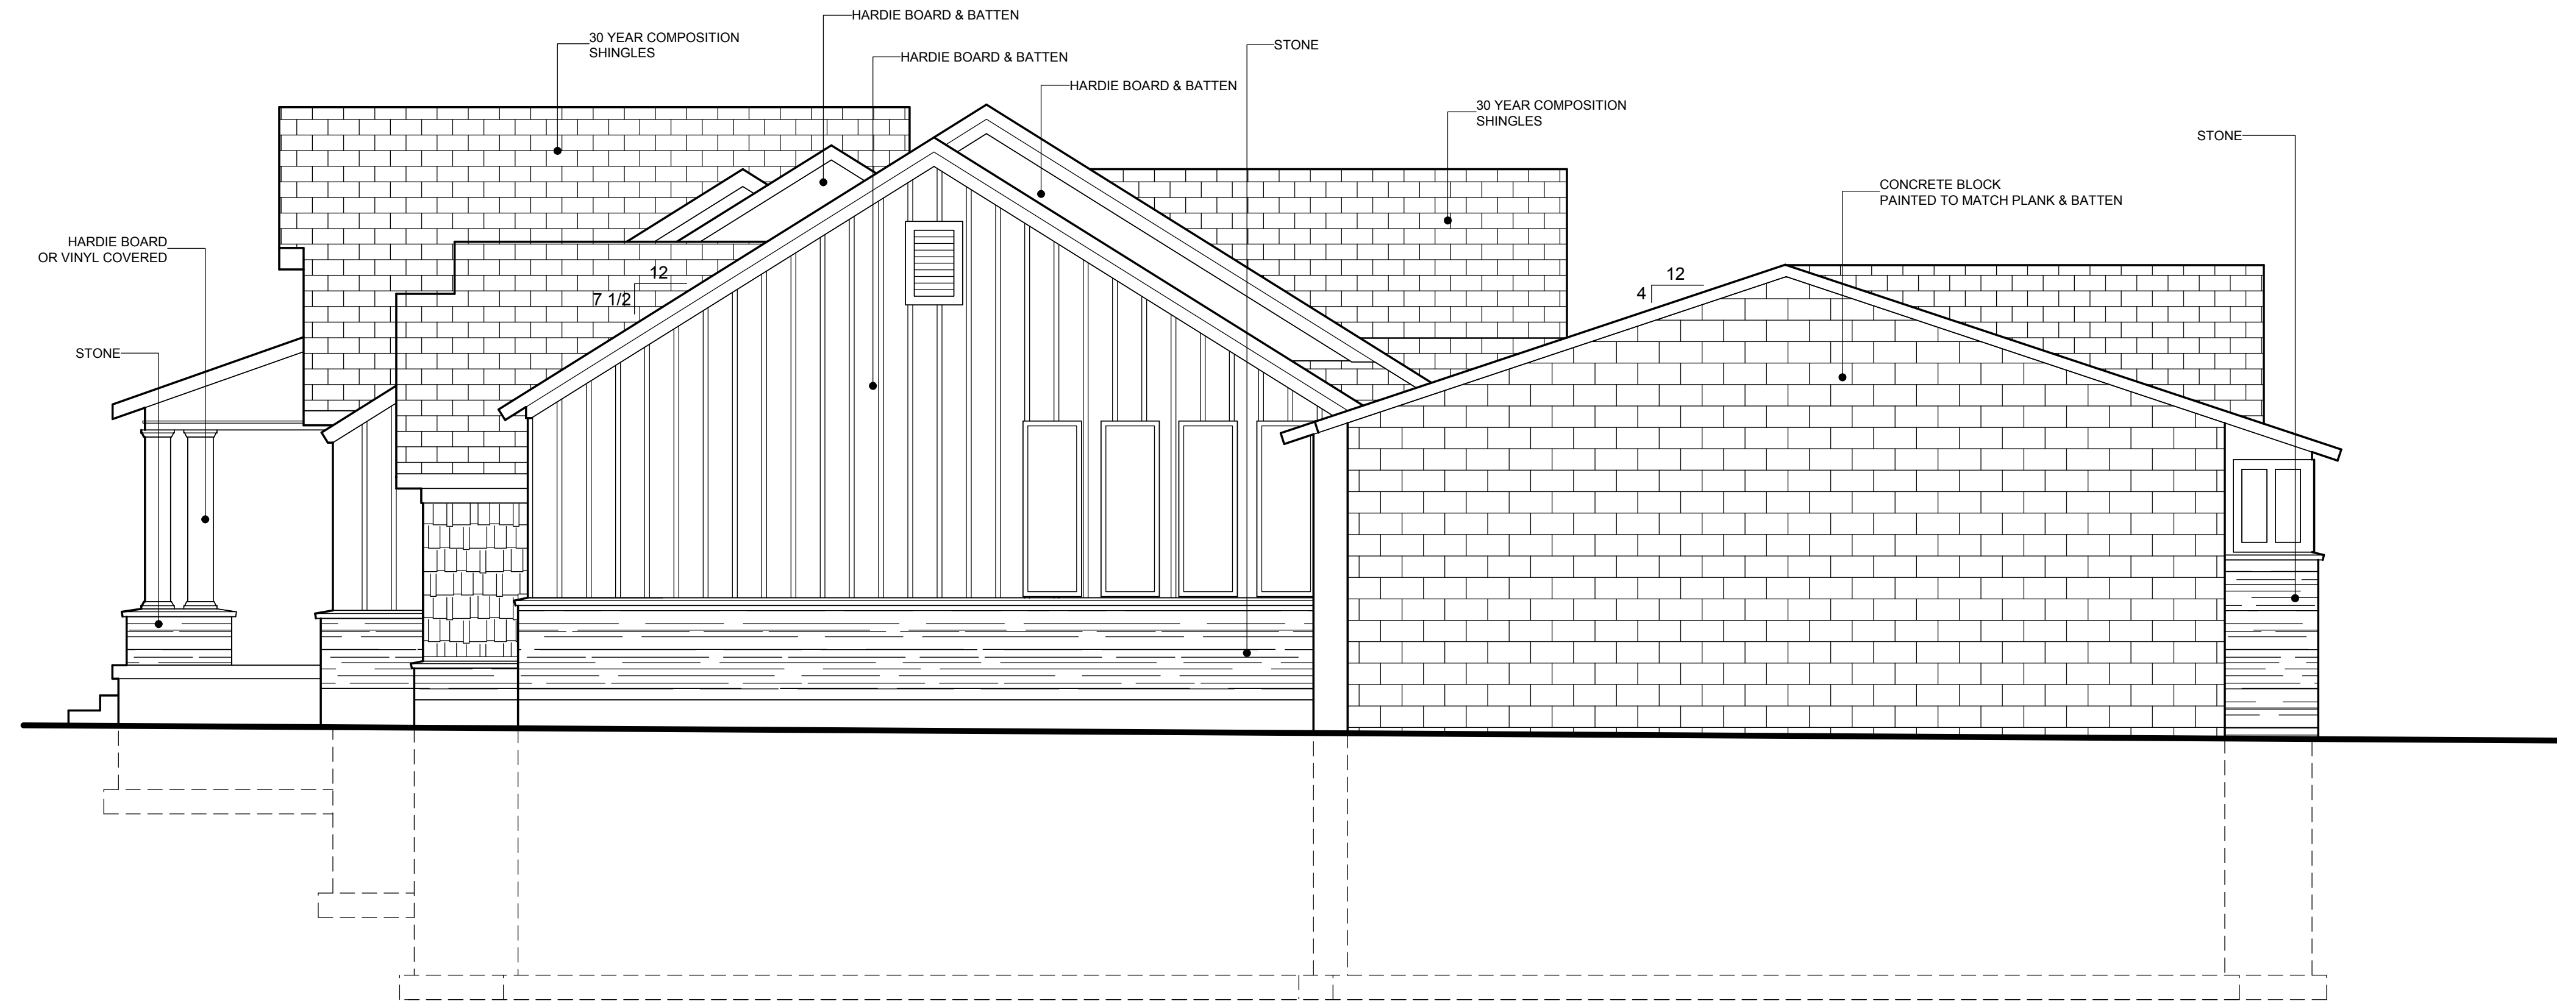 HARDIE BOARD & BATTEN
30 YEAR COMPOSITION
SHINGLES
HARDIE BOARD & BATTEN
STONE
HARDIE BOARD & BATTEN
30 YEAR COMPOSITION
SHINGLES
STONE
CONCRETE BLOCK
PAINTED TO MATCH PLANK & BATTEN
HARDIE BOARD
OR VINYL COVERED
12
7 1/2
12
4
STONE